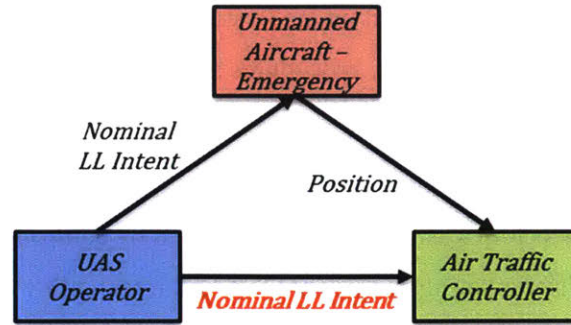 Unmanned
Aircraft –
Emergency
Nominal
LL Intent
Position
UAS
Operator
Nominal LL Intent
Air Traffic
Controller